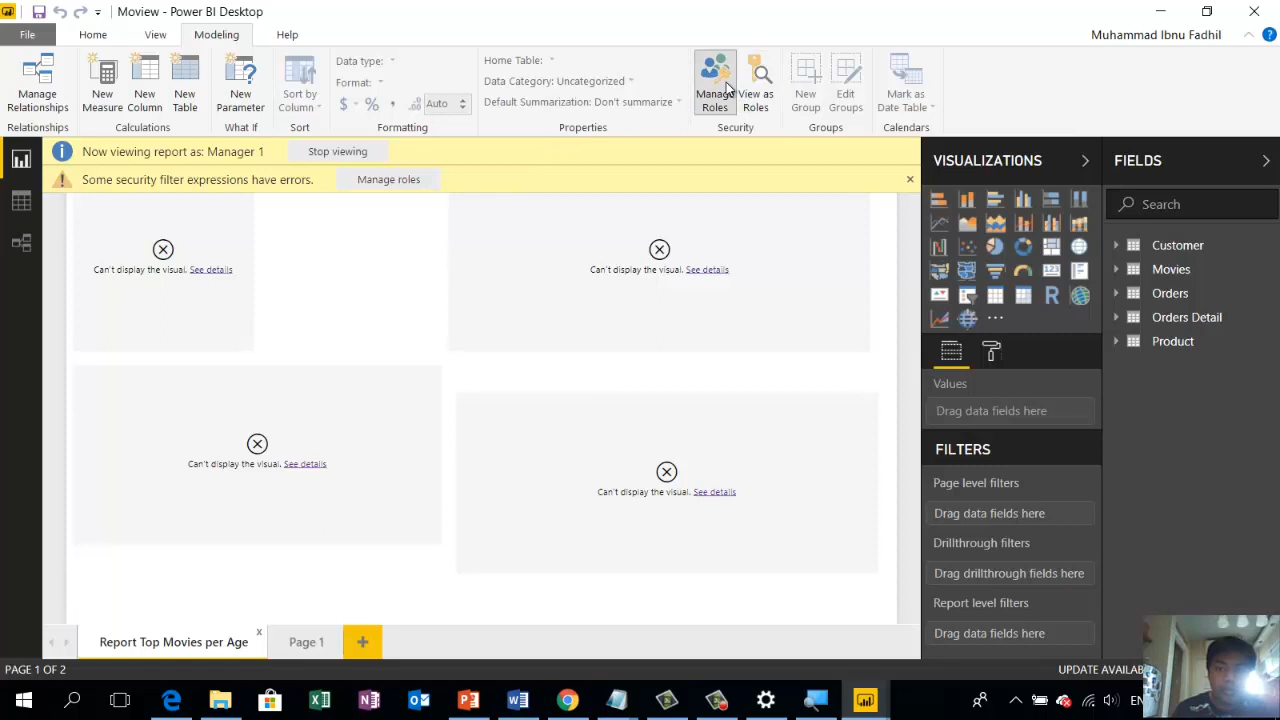 Moview - Power BI Desktop
File Home View Modeling Help
Muhammad Ibnu Fadhil
Manage Relationships
New Measure
New Column
New Table
New Parameter
Sort by Column
Data type:
Format:
$ % , .00 Auto
Home Table:
Data Category: Uncategorized
Default Summarization: Don't summarize
Manage Roles
View as Roles
New Group
Edit Groups
Mark as Date Table
Relationships Calculations What If Sort Formatting Properties Security Groups Calendars
Now viewing report as: Manager 1 Stop viewing
Some security filter expressions have errors. Manage roles
Can't display the visual. See details
Can't display the visual. See details
Can't display the visual. See details
Can't display the visual. See details
VISUALIZATIONS
R
Values
Drag data fields here
FILTERS
Page level filters
Drag data fields here
Drillthrough filters
Drag drillthrough fields here
Report level filters
Drag data fields here
FIELDS
Search
Customer
Movies
Orders
Orders Detail
Product
Report Top Movies per Age Page 1
PAGE 1 OF 2